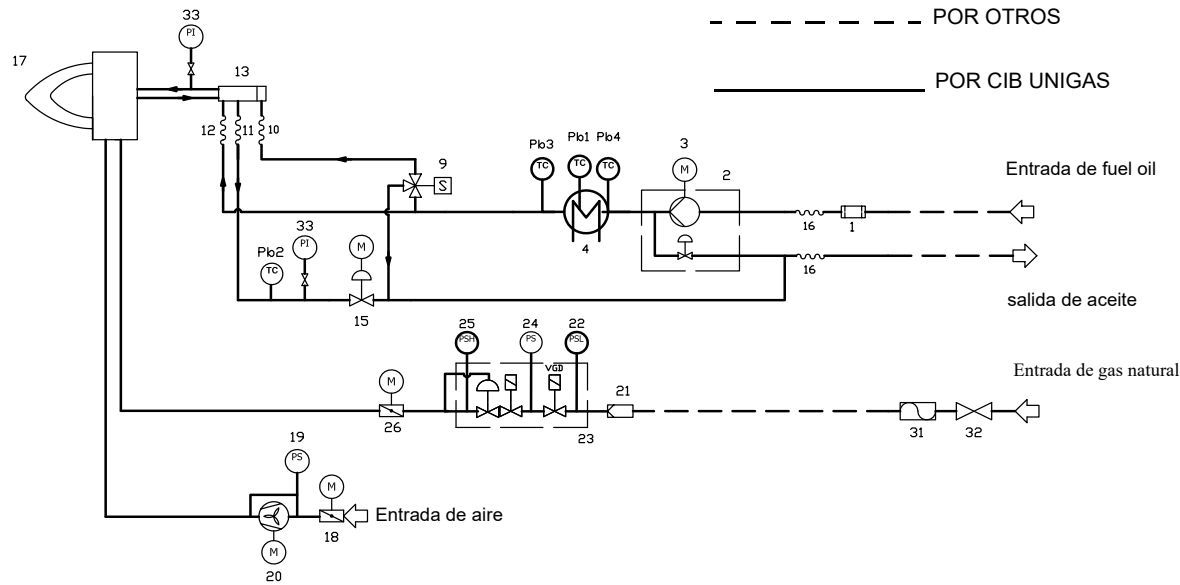 POR OTROS
33
PI
17
13
POR CIB UNIGAS
12
11
10
Pb3
Pb1
Pb4
3
TC
TC
TC
M
2
Entrada de fuel oil
9
S
16
1
4
33
PI
M
Pb2
TC
16
15
salida de aceite
25
24
22
PSH
PS
PSL
VGD
Entrada de gas natural
M
21
26
23
31
32
19
PS
M
Entrada de aire
18
M
20